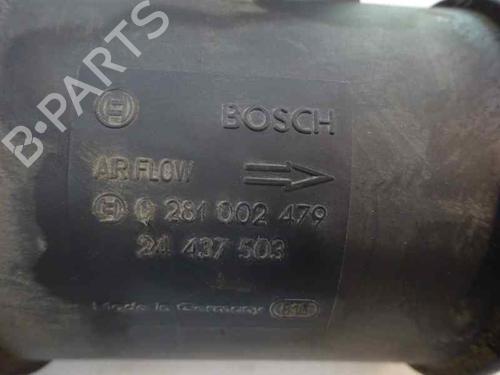 BOSCH
AIR FLOW
0 281 002 479
24 437 503
Made in Germany
B-PARTS